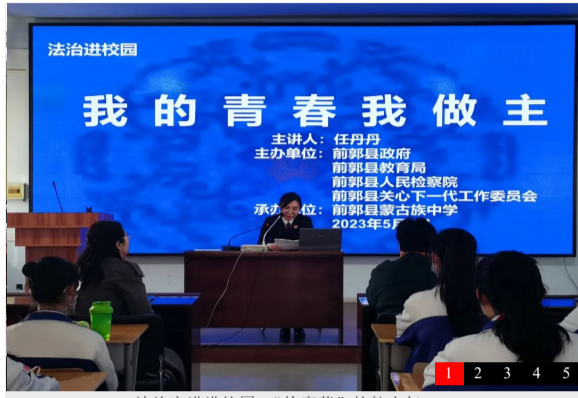 法治进校园
我的青春我做主
主讲人：任丹丹
主办单位：前郭县政府
前郭县教育局
前郭县人民检察院
前郭县关心下一代工作委员会
承办 位：前郭县蒙古族中学
2023年5月
1 2 3 4 5